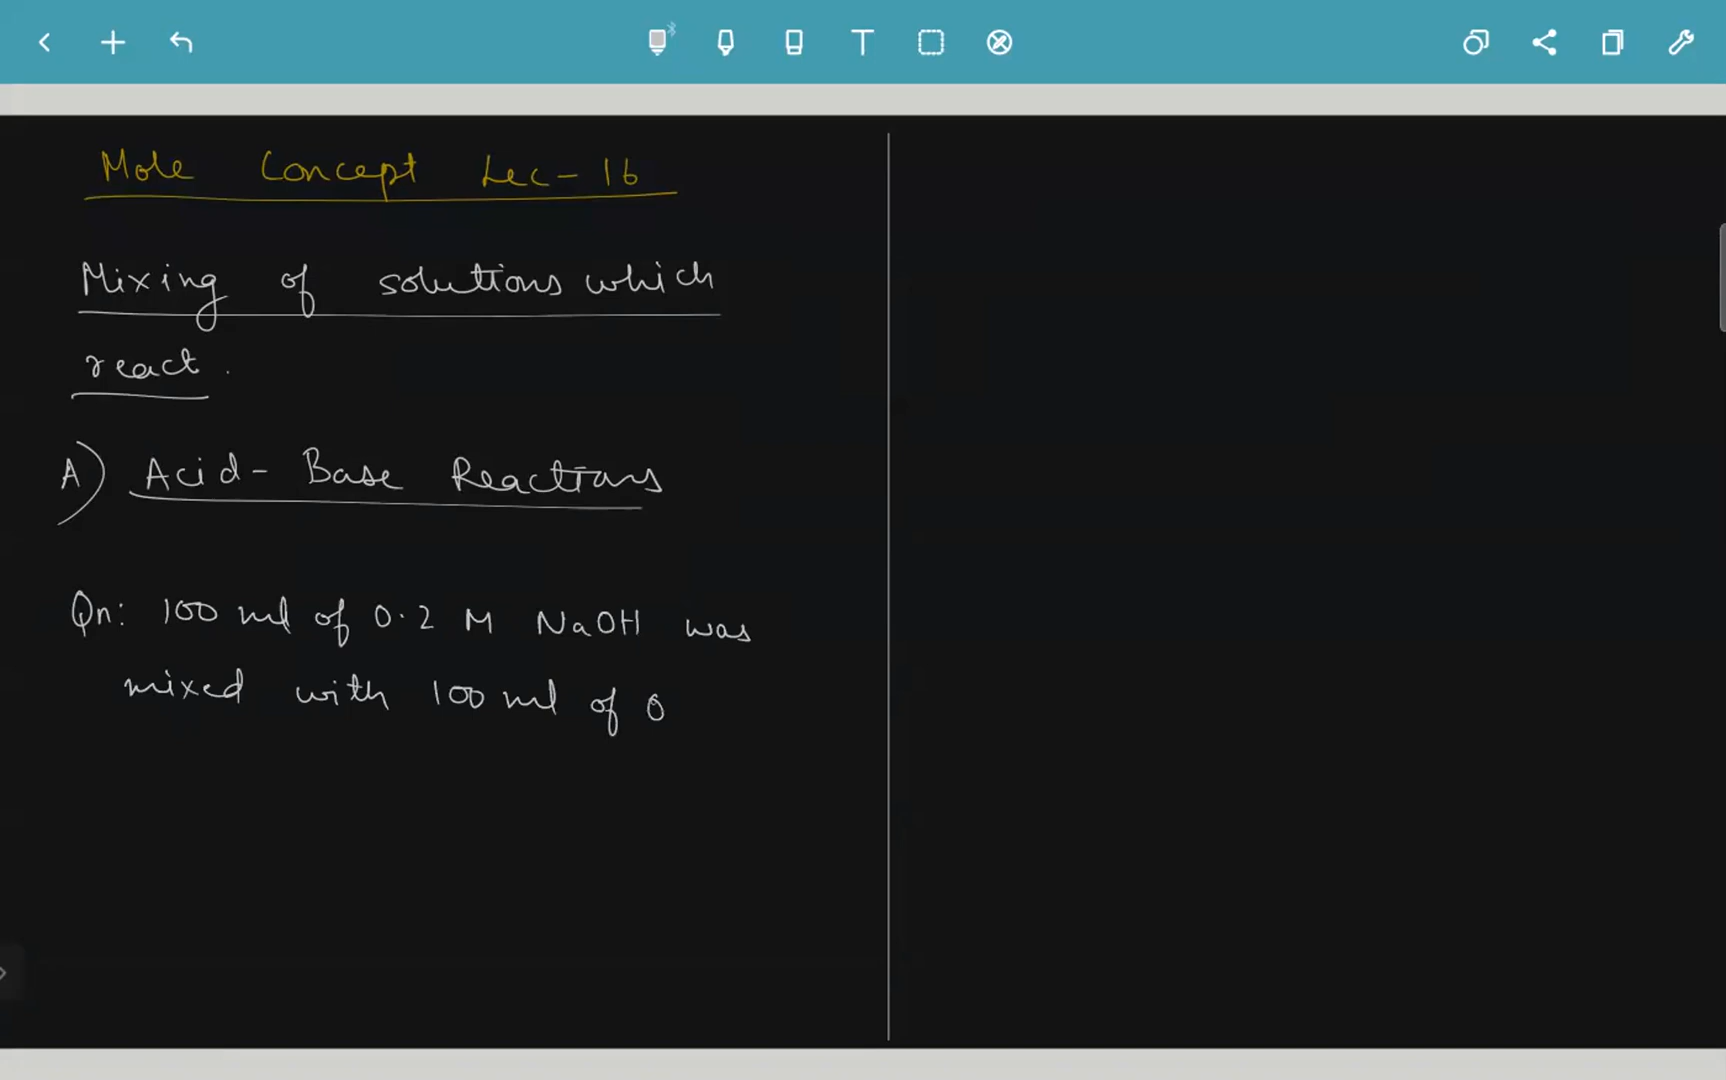 Mole Concept Lec-16
Mixing of solutions which
react.
A) Acid-Base Reactions
Qn: 100 ml of 0.2 M NaOH was
mixed with 100 ml of 0